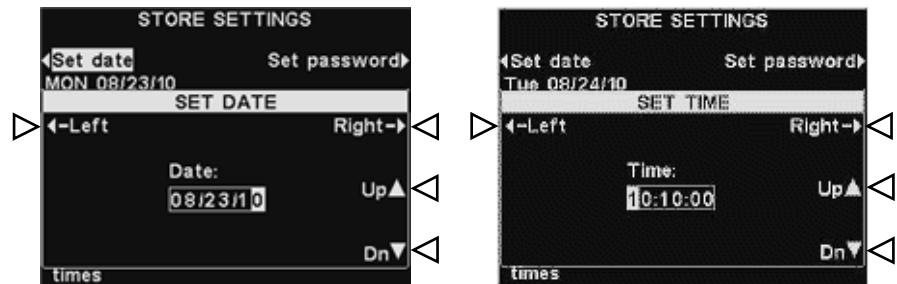 STORE SETTINGS
Set date Set password
MON 08/23/10
SET DATE
←Left Right→
Date:
08/23/10
Up▲
Dn▼
times
STORE SETTINGS
Set date Set password
Tue 08/24/10
SET TIME
←Left Right→
Time:
10:10:00
Up▲
Dn▼
times